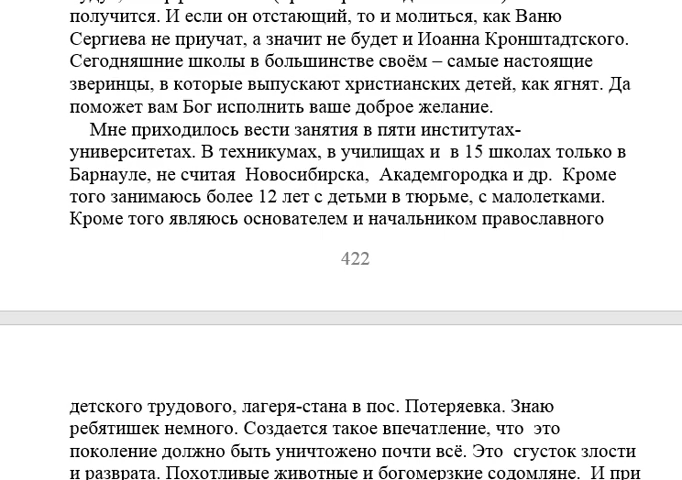 получится. И если он отстающий, то и молиться, как Ваню
Сергиева не приучат, а значит не будет и Иоанна Кронштадтского.
Сегодняшние школы в большинстве своём – самые настоящие
зверинцы, в которые выпускают христианских детей, как ягнят. Да
поможет вам Бог исполнить ваше доброе желание.
Мне приходилось вести занятия в пяти институтах-
университетах. В техникумах, в училищах и  в 15 школах только в
Барнауле, не считая  Новосибирска,  Академгородка и др.  Кроме
того занимаюсь более 12 лет с детьми в тюрьме, с малолетками.
Кроме того являюсь основателем и начальником православного
422
детского трудового, лагеря-стана в пос. Потеряевка. Знаю
ребятишек немного. Создается такое впечатление, что  это
поколение должно быть уничтожено почти всё. Это  сгусток злости
и разврата. Похотливые животные и богомерзкие содомляне.  И при